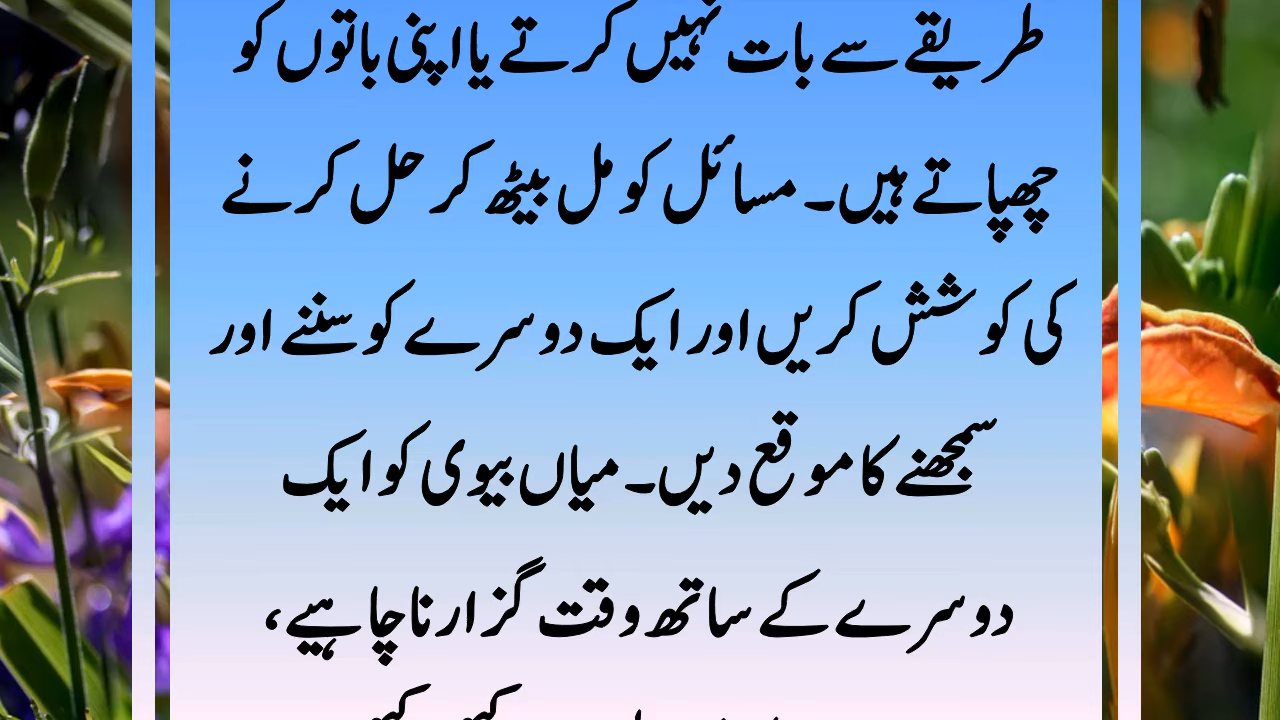 طریقے سے بات نہیں کرتے یا اپنی باتوں کو
چھپاتے ہیں۔ مسائل کو مل بیٹھ کر حل کرنے
کی کوشش کریں اور ایک دوسرے کو سننے اور
سمجھنے کا موقع دیں۔ میاں بیوی کو ایک
دوسرے کے ساتھ وقت گزارنا چاہیے،